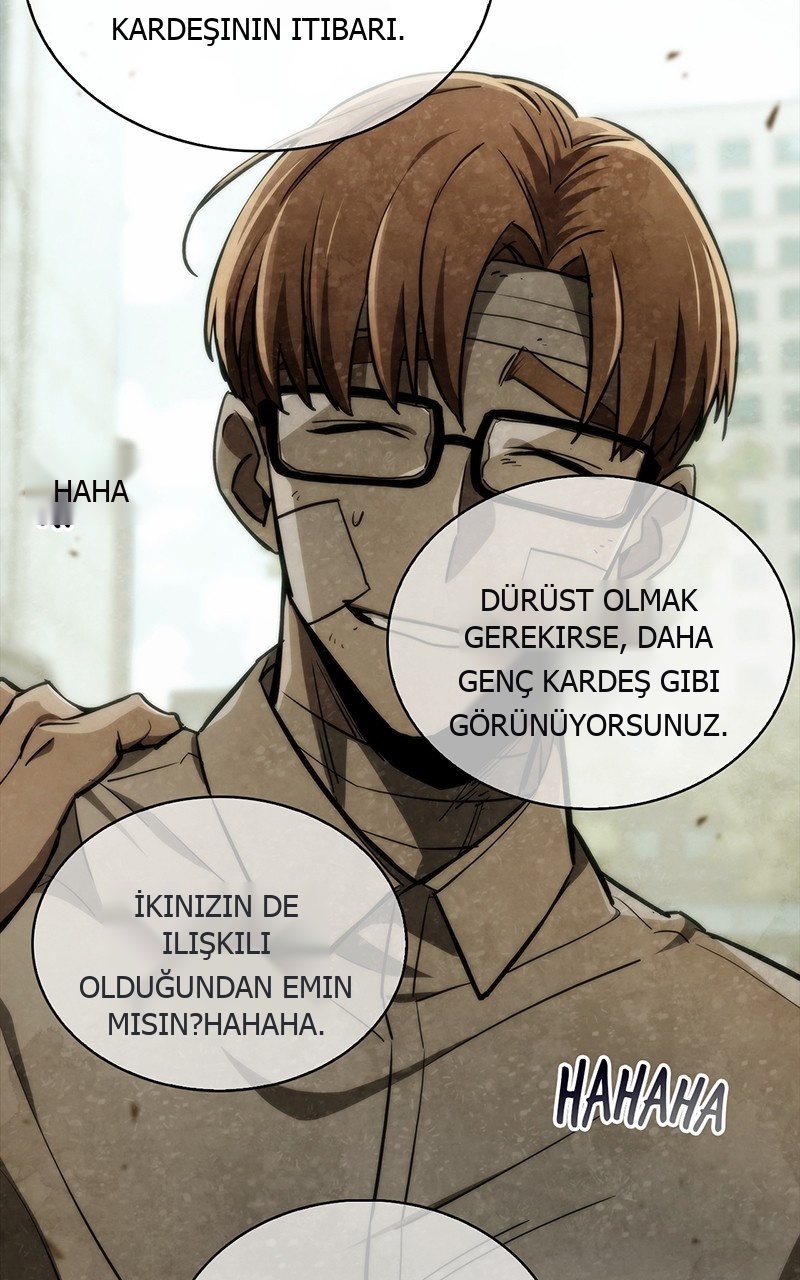 KARDEŞININ ITIBARI.
HAHA
..
DÜRÜST OLMAK
GEREKIRSE, DAHA
GENÇ KARDEŞ GIBI
GÖRÜNÜYORSUNUZ.
İKINIZIN DE
ILIŞKILI
OLDUĞUNDAN EMIN
MISIN?HAHAHA.
HAHAHA